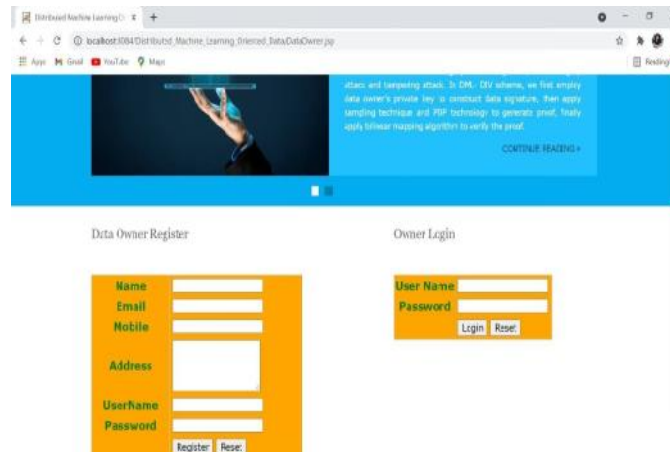 Distributed Machine Learning O
localhost:8084/Distributed_Machine_Learning_Oriented_Data/DataOwner.jsp
Apps Gmail YouTube Maps Reading
attack and tampering attack. In DML- DIV scheme, we first employ
data owner's private key to construct data signature, then apply
sampling technique and PDP technology to generate proof, finally
apply bilinear mapping algorithm to verify the proof.
CONTINUE READING »
Data Owner Register
Owner Login
Name
Email
Mobile
Address
UserName
Password
Register Reset
User Name
Password
Login Reset